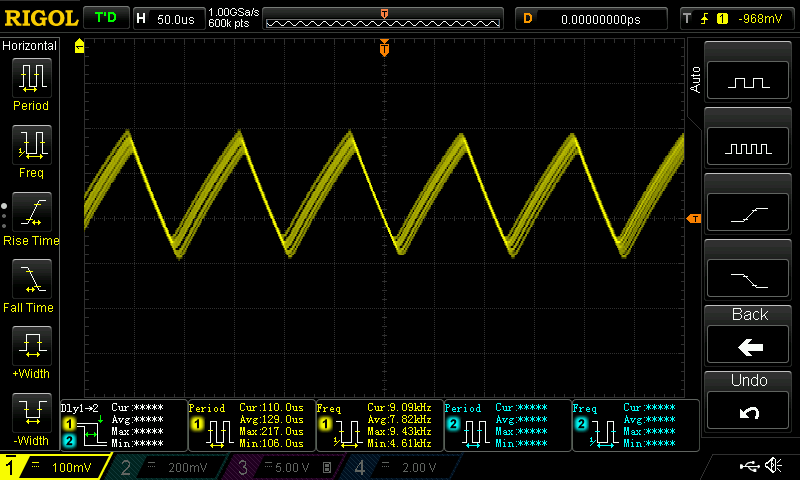 RIGOL T'D H 50.0us 1.00GSa/s 600k pts T D 0.00000000ps T 1 -968mV
Horizontal
Period
Freq
Rise Time
Fall Time
+Width
-Width
T
T
Auto
Back
Undo
Dly1→2 Cur:*****
Avg:*****
Max:*****
Min:*****
1
2
Period Cur:110.0us
Avg:129.0us
Max:217.0us
Min:106.0us
1
Freq Cur:9.09kHz
Avg:7.82kHz
Max:9.43kHz
Min:4.61kHz
1
Period Cur:*****
Avg:*****
Max:*****
Min:*****
2
Freq Cur:*****
Avg:*****
Max:*****
Min:*****
2
1 100mV 2 200mV 3 5.00 V B 4 2.00 V